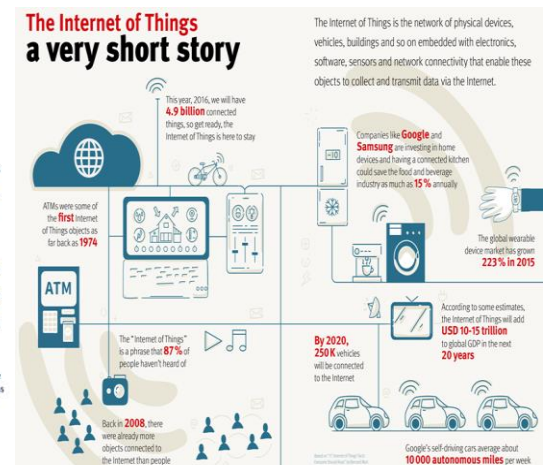 The Internet of Things
a very short story
The Internet of Things is the network of physical devices,
vehicles, buildings and so on embedded with electronics,
software, sensors and network connectivity that enable these
objects to collect and transmit data via the Internet.
This year, 2016, we will have
4.9 billion connected
things, so get ready, the
Internet of Things is here to stay
ATMs were some of
the first Internet
of Things objects as
far back as 1974
ATM
Companies like Google and
Samsung are investing in home
devices and having a connected kitchen
could save the food and beverage
industry as much as 15% annually
-10
The global wearable
device market has grown
223% in 2015
The "Internet of Things"
is a phrase that 87% of
people haven't heard of
According to some estimates,
the Internet of Things will add
USD 10-15 trillion
to global GDP in the next
20 years
By 2020,
250K vehicles
will be connected
to the Internet
Back in 2008, there
were already more
objects connected to
the Internet than people
Google's self-driving cars average about
10 000 autonomous miles per week